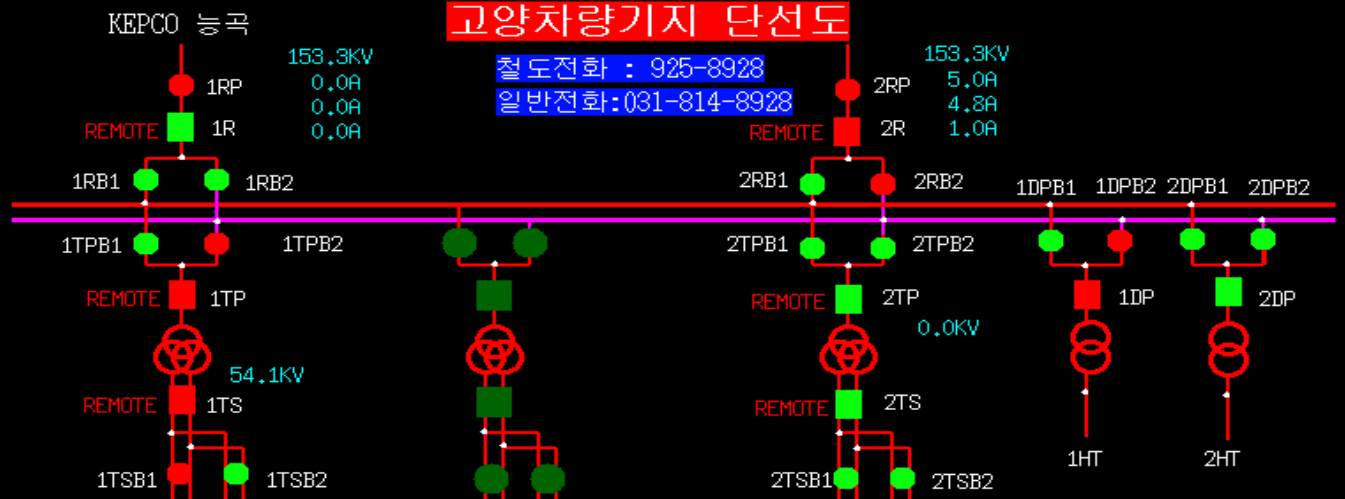 KEPCO 능곡
고양차량기지 단선도
153.3KV
0.0A
0.0A
0.0A
철도전화 : 925-8928
일반전화:031-814-8928
153.3KV
5.0A
4.8A
1.0A
1RP
2RP
REMOTE 1R
REMOTE 2R
1RB1 1RB2
2RB1 2RB2
1DPB1 1DPB2 2DPB1 2DPB2
1TPB1 1TPB2
2TPB1 2TPB2
REMOTE 1TP
REMOTE 2TP
1DP 2DP
0.0KV
54.1KV
REMOTE 1TS
REMOTE 2TS
1HT 2HT
1TSB1 1TSB2
2TSB1 2TSB2